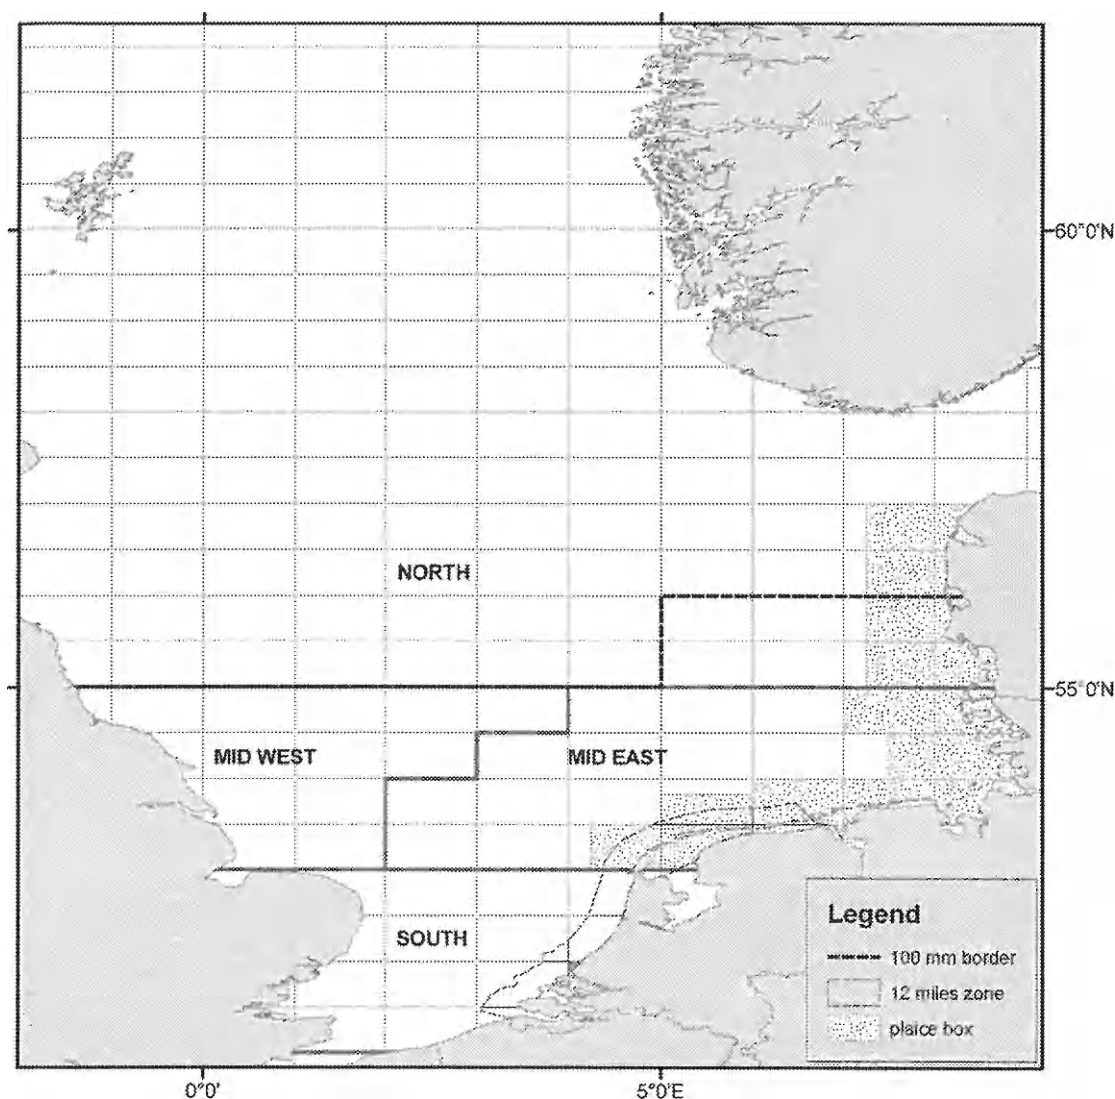 60°0'N
NORTH
55°0'N
MID WEST
MID EAST
SOUTH
Legend
100 mm border
12 miles zone
plaice box
0°0'
5°0'E